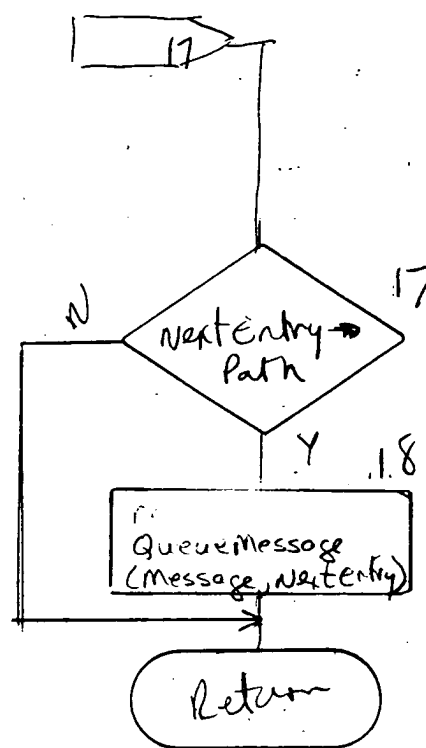 17
17
N
NextEntry→
Path
Y
18
QueueMessage
(Message, NextEntry)
Return